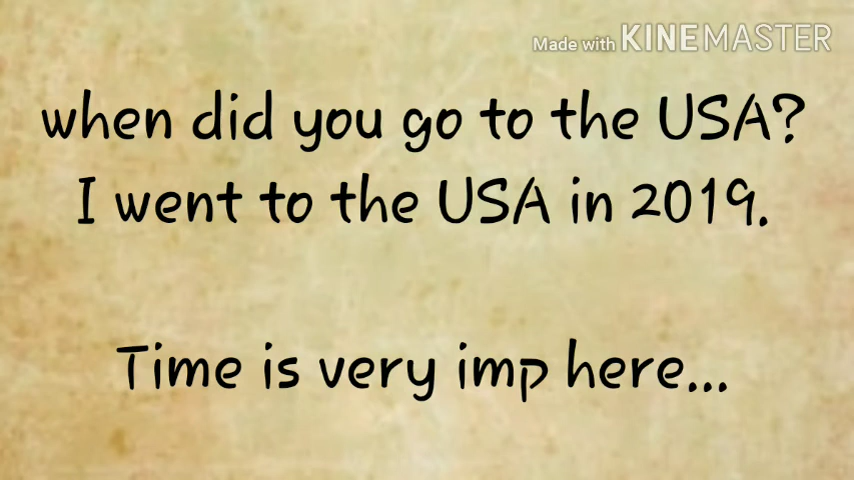 Made with KINEMASTER
when did you go to the USA?
I went to the USA in 2019.
Time is very imp here...